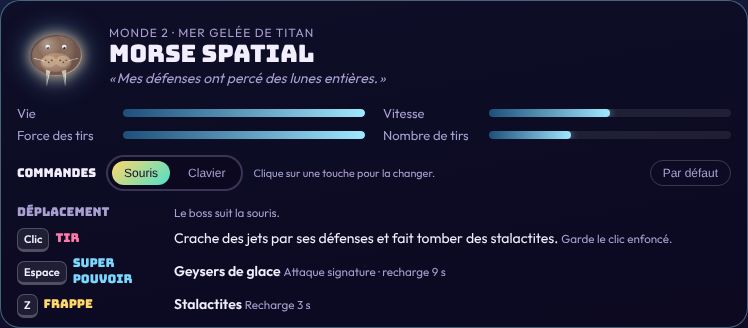 MONDE 2 · MER GELÉE DE TITAN
MORSE SPATIAL
«Mes défenses ont percé des lunes entières.»
Vie
Vitesse
Force des tirs
Nombre de tirs
COMMANDES Souris Clavier Clique sur une touche pour la changer. Par défaut
DÉPLACEMENT Le boss suit la souris.
Clic TIR Crache des jets par ses défenses et fait tomber des stalactites. Garde le clic enfoncé.
Espace SUPER POUVOIR Geysers de glace Attaque signature · recharge 9 s
Z FRAPPE Stalactites Recharge 3 s